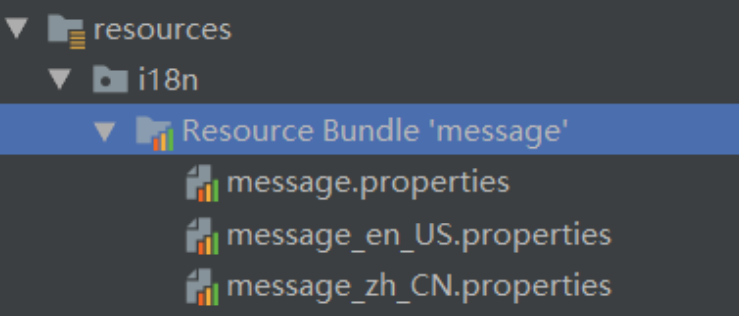 resources
i18n
Resource Bundle 'message'
message.properties
message_en_US.properties
message_zh_CN.properties